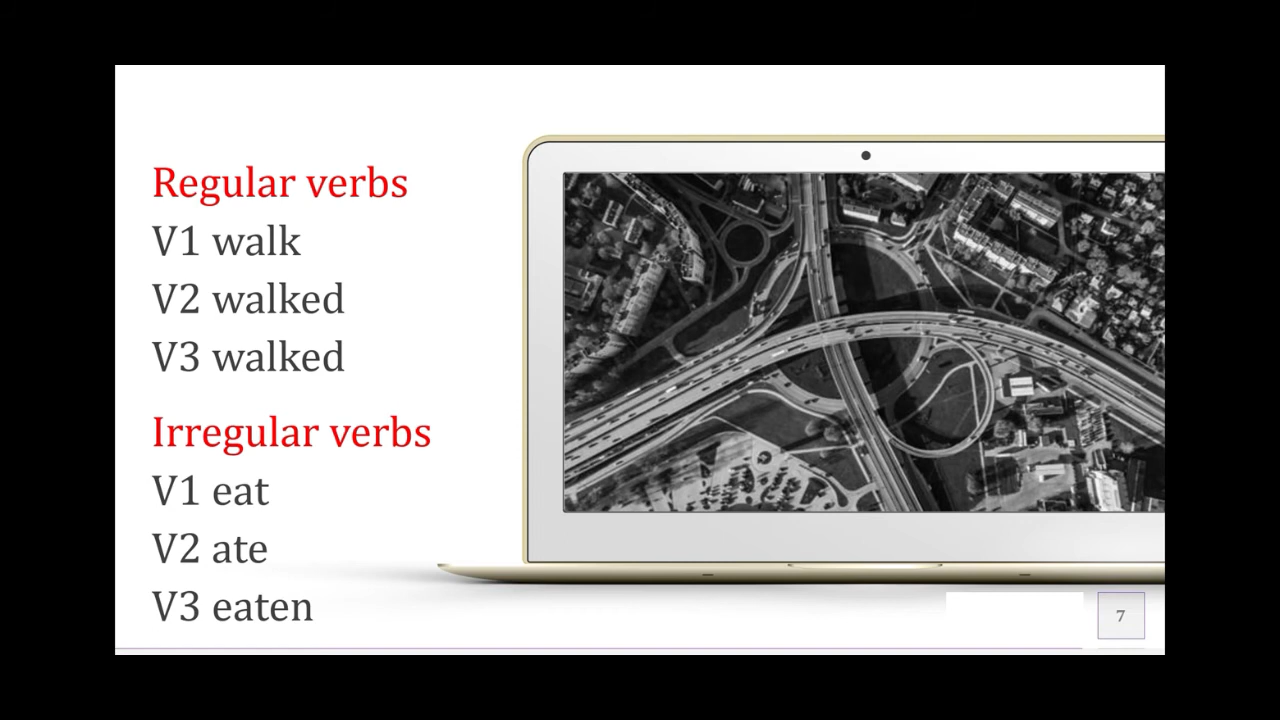 Regular verbs
V1 walk
V2 walked
V3 walked
Irregular verbs
V1 eat
V2 ate
V3 eaten
7